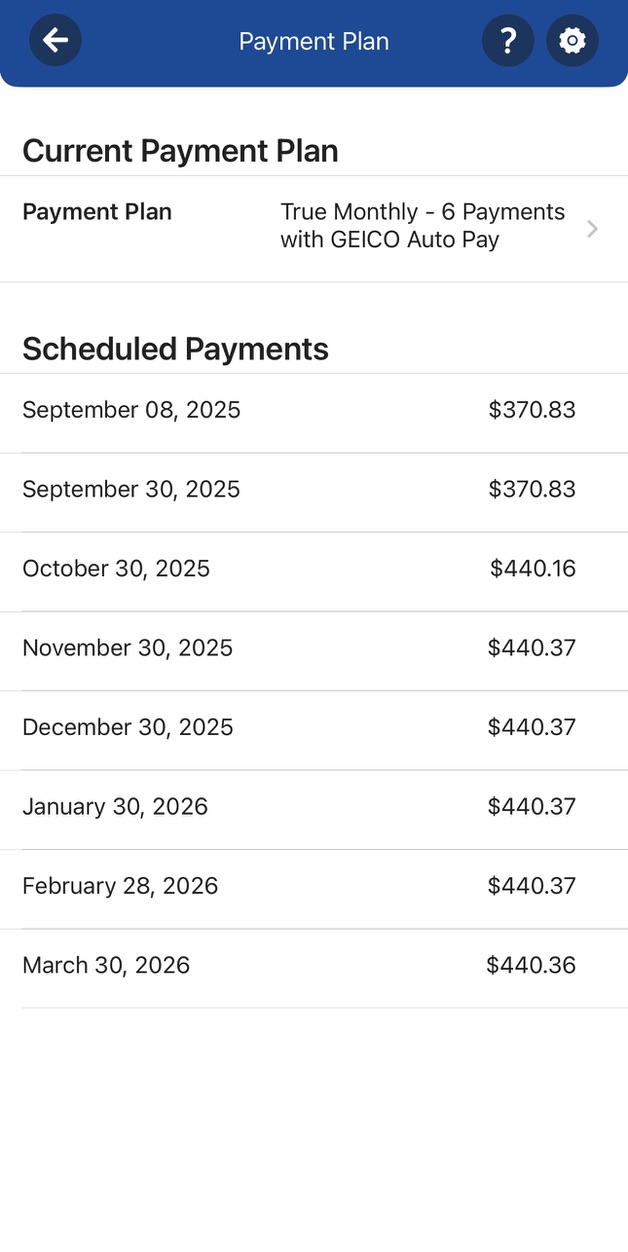 Payment Plan
?
Current Payment Plan
Payment Plan
True Monthly - 6 Payments
with GEICO Auto Pay
Scheduled Payments
September 08, 2025 $370.83
September 30, 2025 $370.83
October 30, 2025 $440.16
November 30, 2025 $440.37
December 30, 2025 $440.37
January 30, 2026 $440.37
February 28, 2026 $440.37
March 30, 2026 $440.36